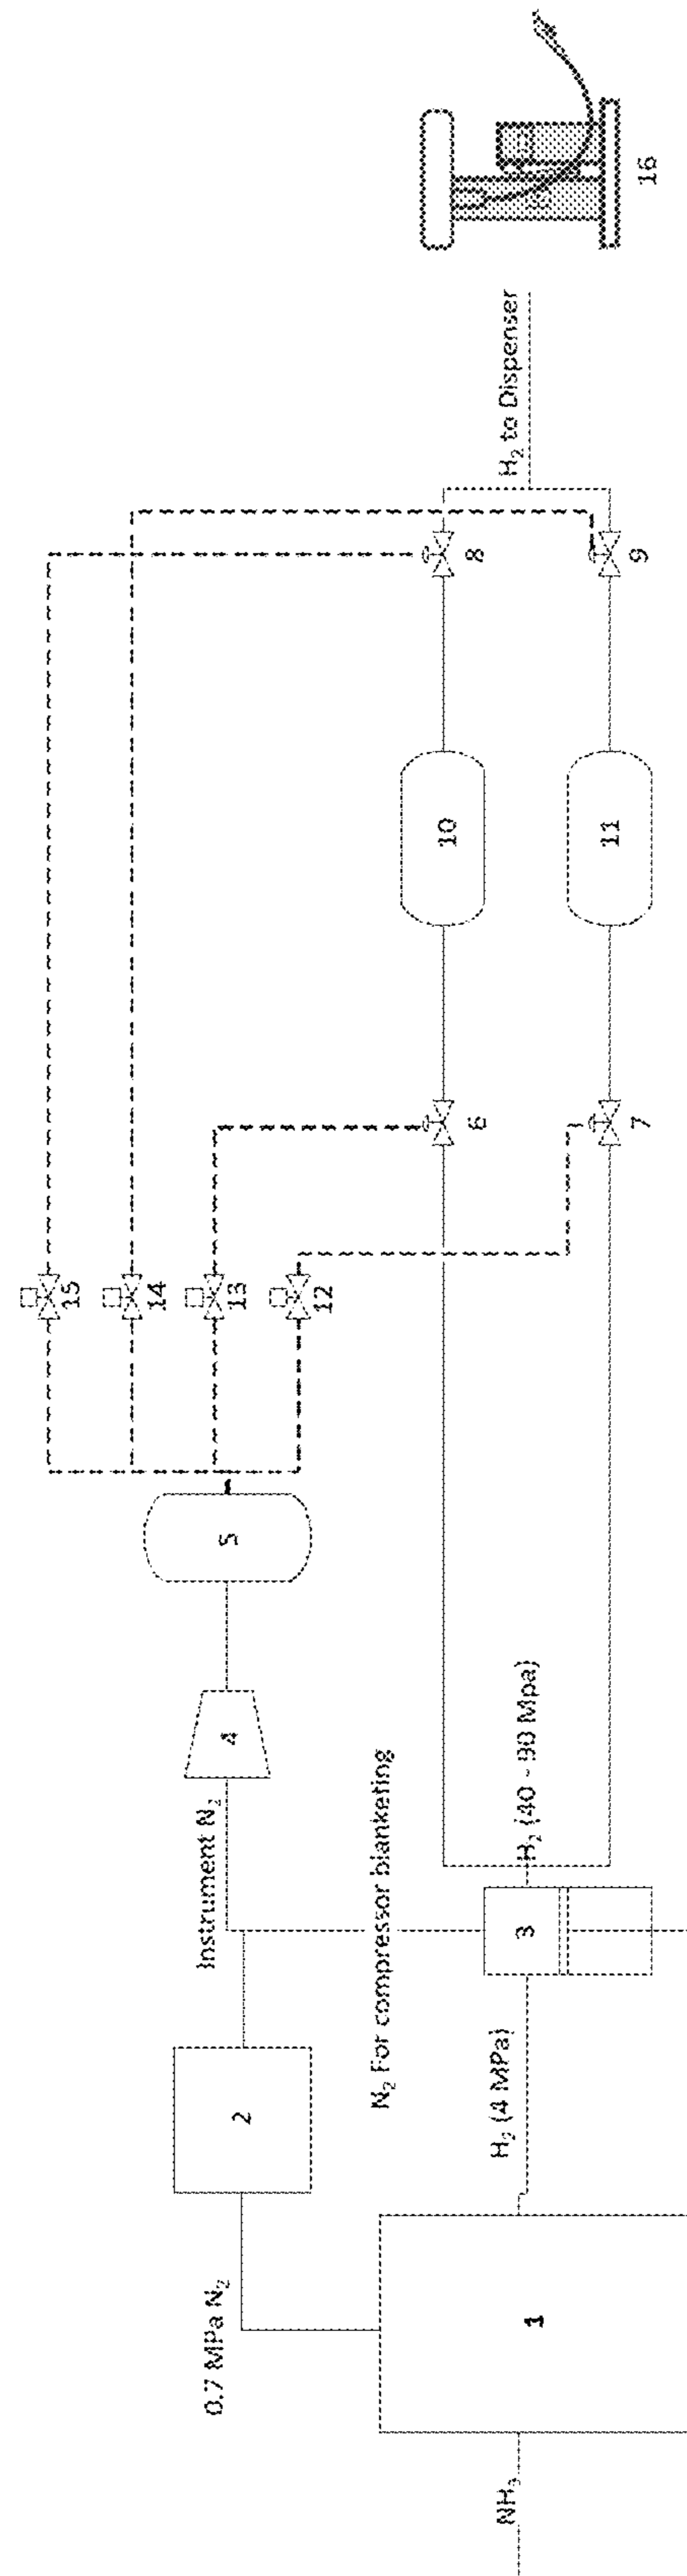 15
14
13
12
5
4
Instrument N₂
2
0.7 MPa N₂
N₂ For compressor blanketing
NH₃
1
H₂ (4 MPa)
3
H₂ (40 - 90 Mpa)
6
7
10
11
8
9
H₂ to Dispenser
16